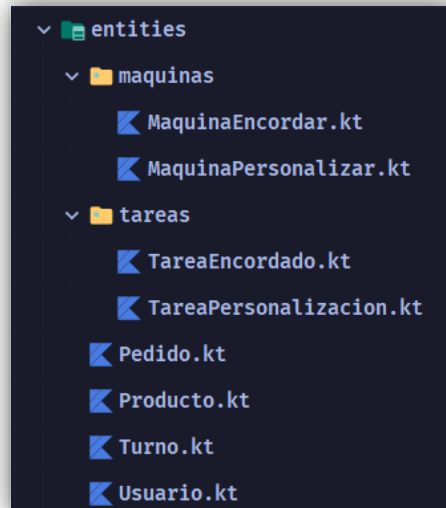 entities
maquinas
MaquinaEncordar.kt
MaquinaPersonalizar.kt
tareas
TareaEncordado.kt
TareaPersonalizacion.kt
Pedido.kt
Producto.kt
Turno.kt
Usuario.kt